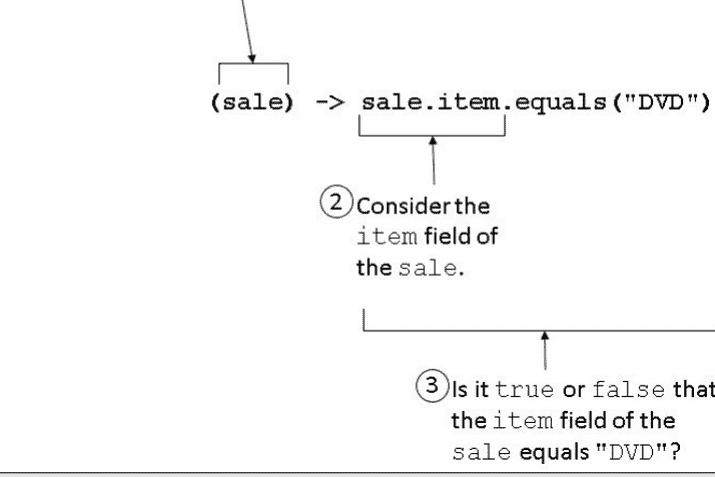 (sale) -> sale.item.equals("DVD")
2 Consider the
item field of
the sale.
3 Is it true or false that
the item field of the
sale equals "DVD"?